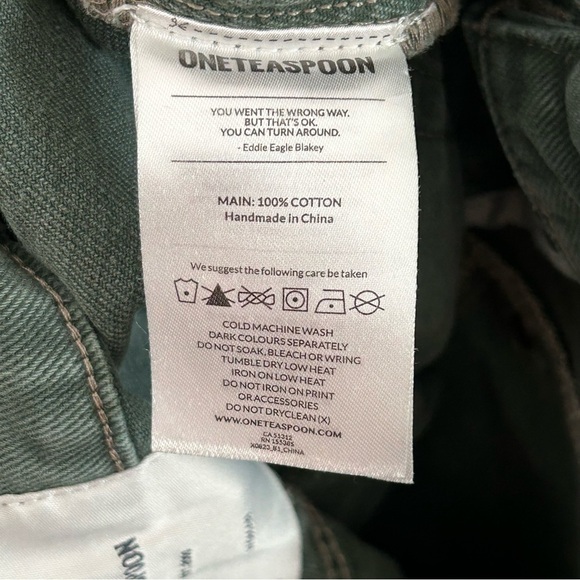 ONETEASPOON
YOU WENT THE WRONG WAY.
BUT THAT'S OK.
YOU CAN TURN AROUND.
- Eddie Eagle Blakey
MAIN: 100% COTTON
Handmade in China
We suggest the following care be taken
COLD MACHINE WASH
DARK COLOURS SEPARATELY
DO NOT SOAK, BLEACH OR WRING
TUMBLE DRY LOW HEAT
IRON ON LOW HEAT
DO NOT IRON ON PRINT
OR ACCESSORIES
DO NOT DRYCLEAN (X)
WWW.ONETEASPOON.COM
CA 51312
X0822_B1_CHINA